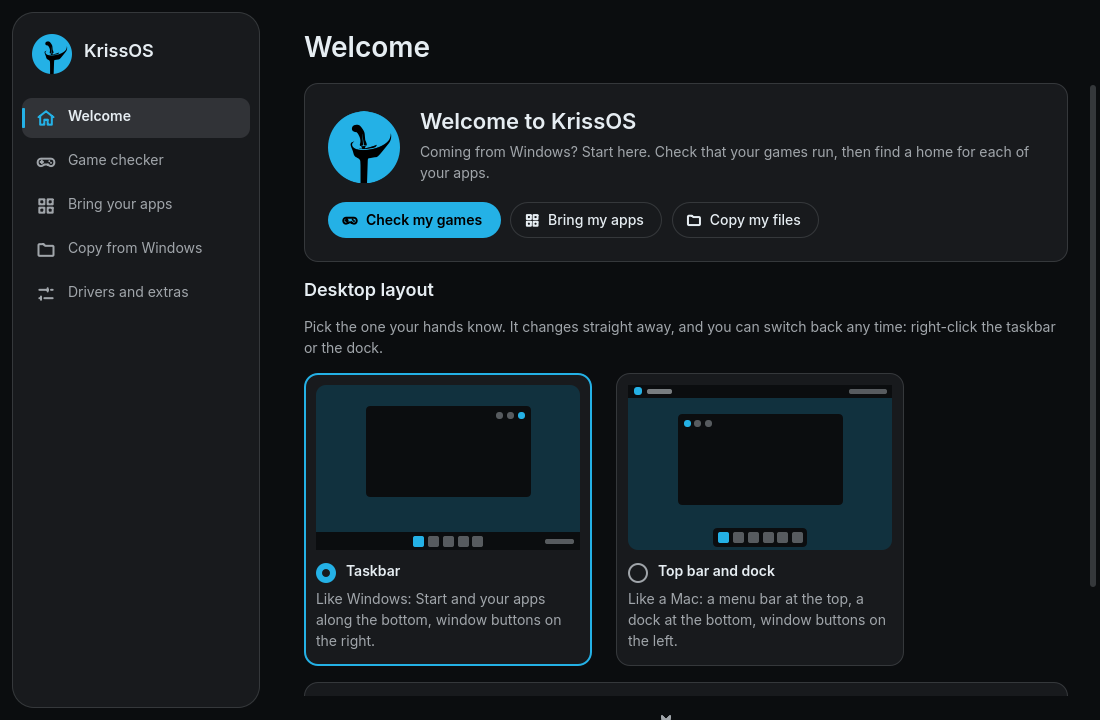 KrissOS
Welcome
Game checker
Bring your apps
Copy from Windows
Drivers and extras
Welcome
Welcome to KrissOS
Coming from Windows? Start here. Check that your games run, then find a home for each of
your apps.
Check my games
Bring my apps
Copy my files
Desktop layout
Pick the one your hands know. It changes straight away, and you can switch back any time: right-click the taskbar
or the dock.
Taskbar
Like Windows: Start and your apps
along the bottom, window buttons on
the right.
Top bar and dock
Like a Mac: a menu bar at the top, a
dock at the bottom, window buttons on
the left.